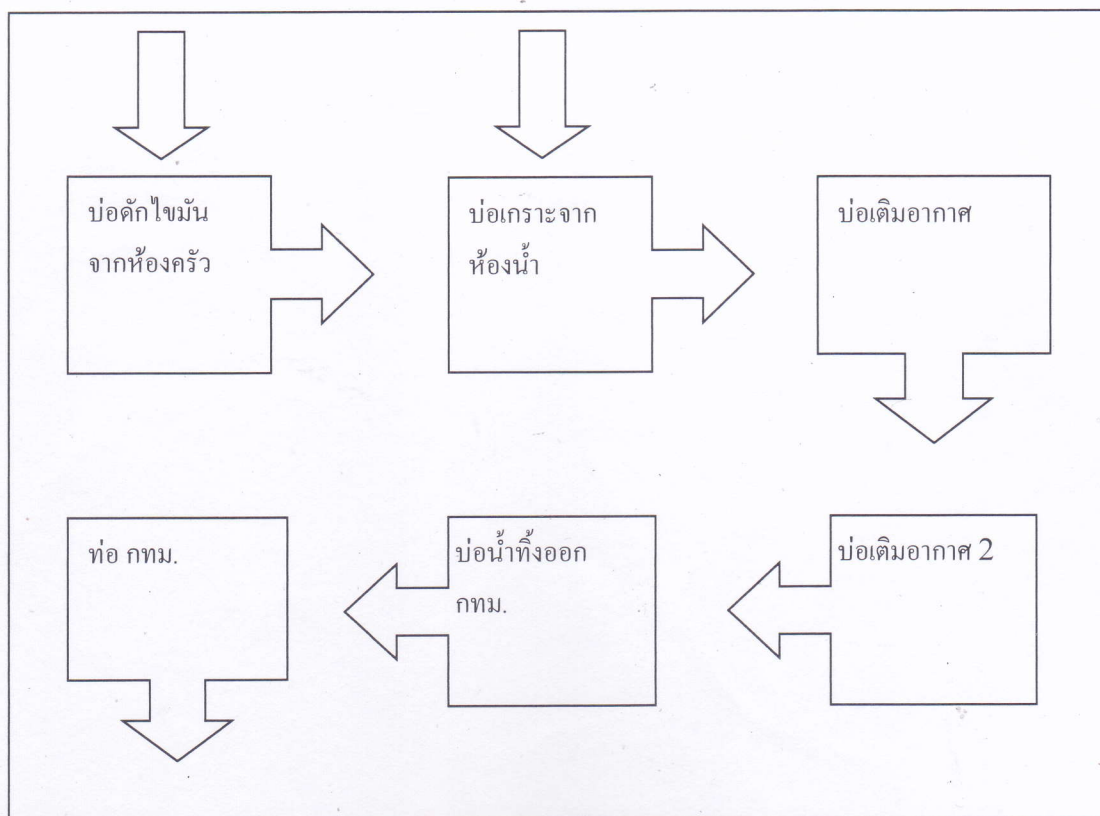 บ่อดักไขมัน
จากห้องครัว
บ่อเกราะจาก
ห้องน้ำ
บ่อเติมอากาศ
ท่อ กทม.
บ่อน้ำทิ้งออก
กทม.
บ่อเติมอากาศ 2